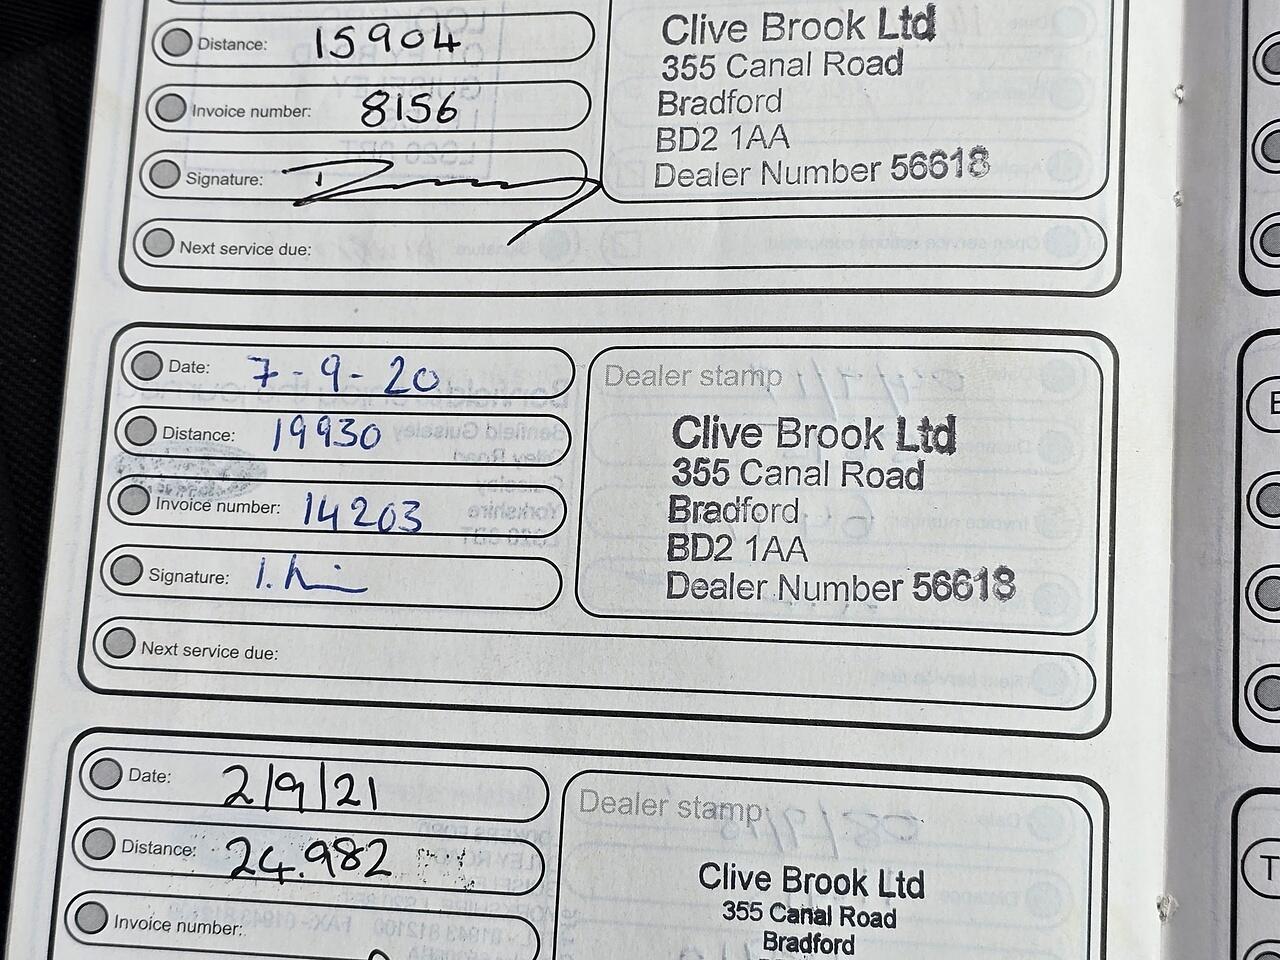 Distance: 15904
Invoice number: 8156
Signature:
Next service due:
Clive Brook Ltd
355 Canal Road
Bradford
BD2 1AA
Dealer Number 56618
Date: 7-9-20
Distance: 19930
Invoice number: 14203
Signature:
Next service due:
Dealer stamp
Clive Brook Ltd
355 Canal Road
Bradford
BD2 1AA
Dealer Number 56618
Date: 2/9/21
Distance: 24.982
Invoice number:
Dealer stamp
Clive Brook Ltd
355 Canal Road
Bradford